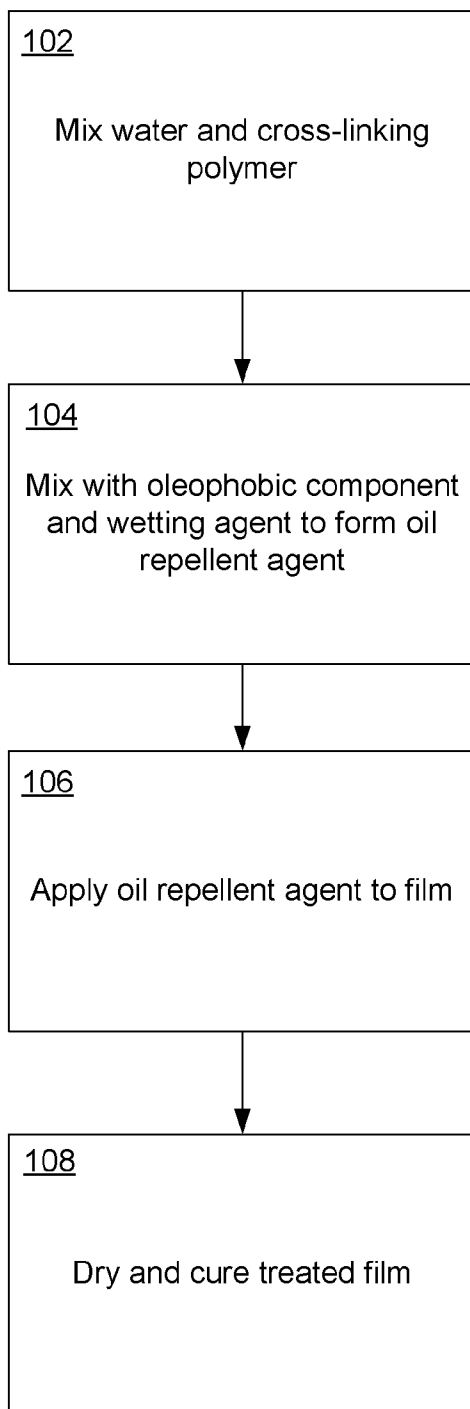 102
Mix water and cross-linking
polymer
104
Mix with oleophobic component
and wetting agent to form oil
repellent agent
106
Apply oil repellent agent to film
108
Dry and cure treated film